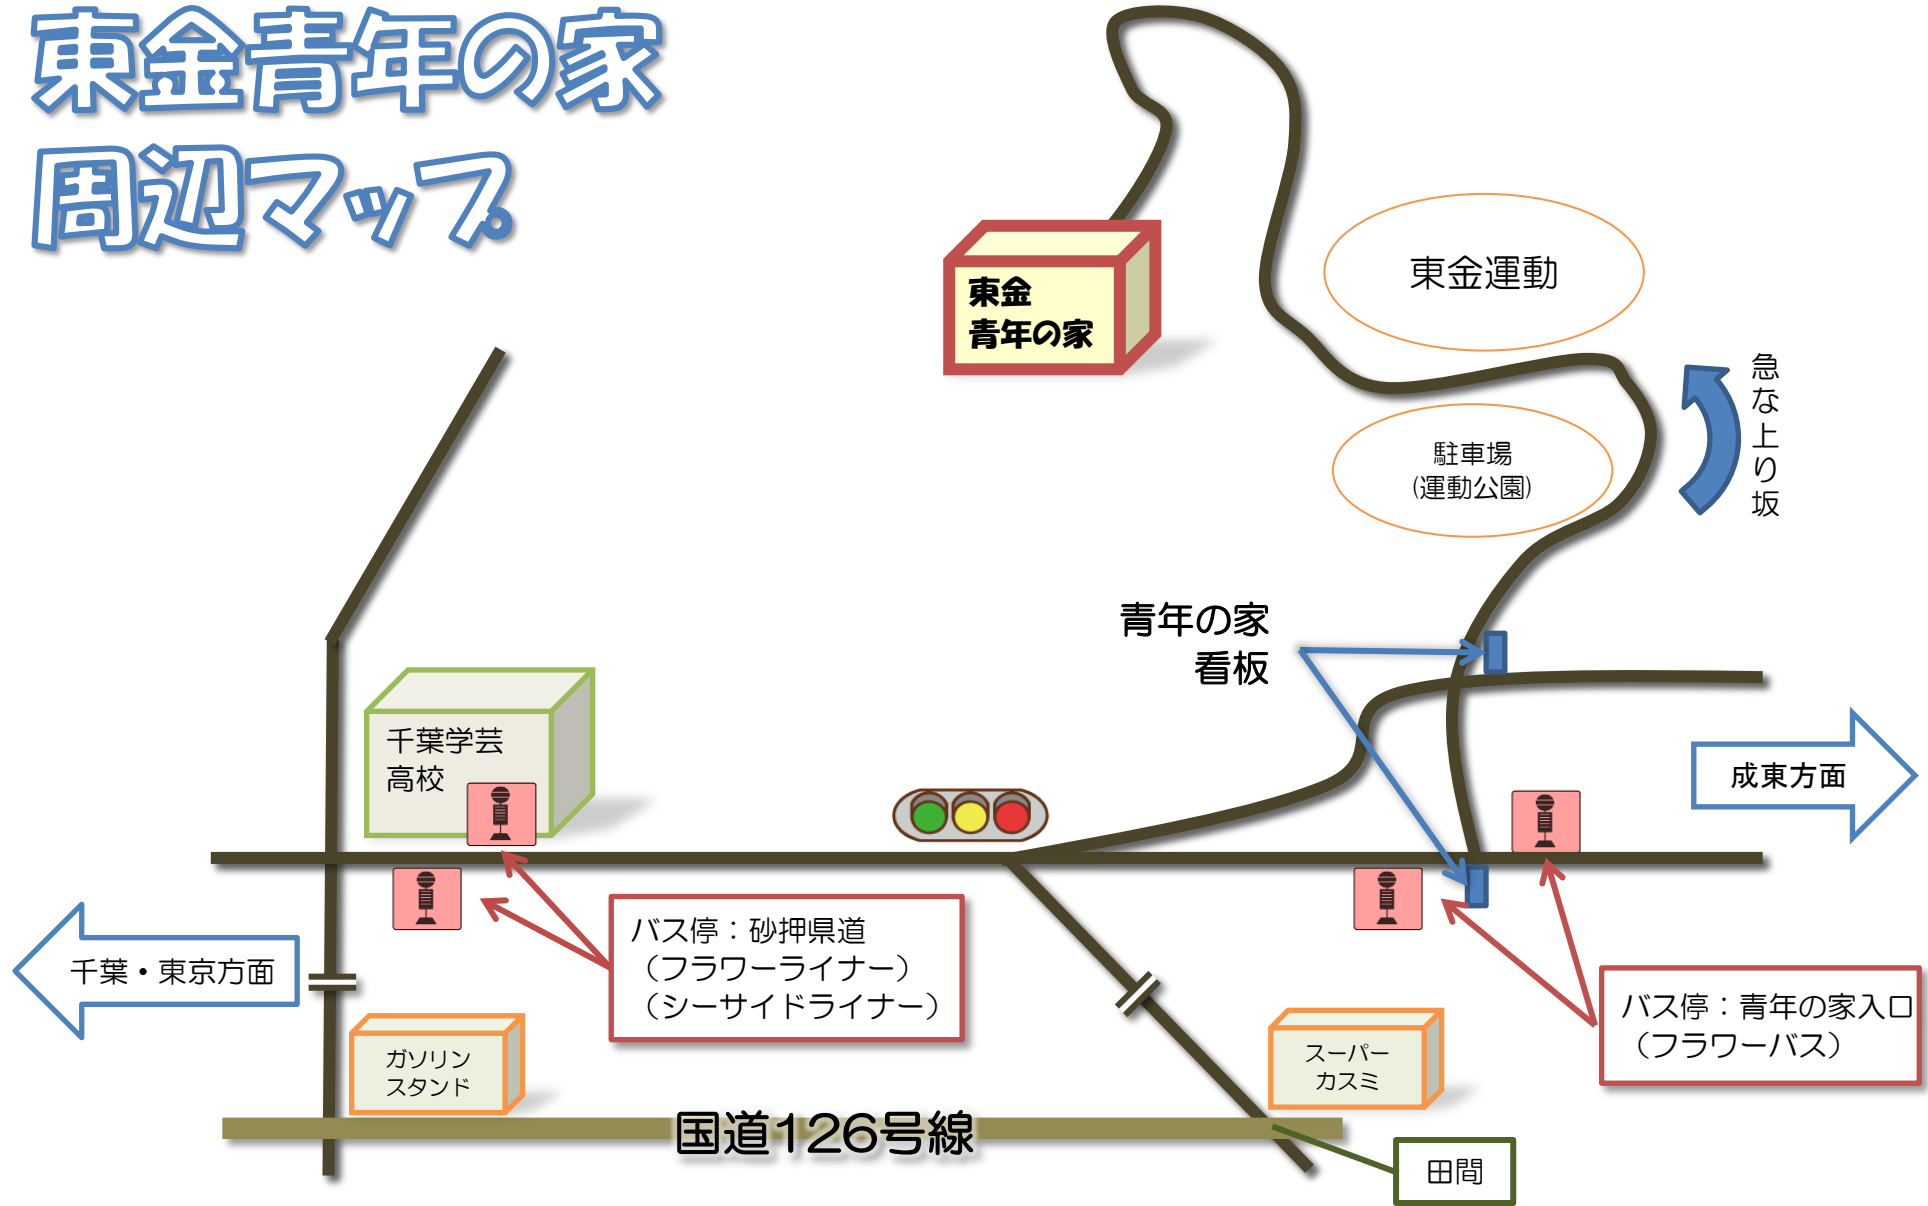 東金青年の家
周辺マップ
東金
青年の家
東金運動
駐車場
(運動公園)
急な上り坂
青年の家
看板
千葉学芸
高校
成東方面
千葉・東京方面
バス停：砂押県道
（フラワーライナー）
（シーサイドライナー）
バス停：青年の家入口
（フラワーバス）
ガソリン
スタンド
スーパー
カスミ
国道126号線
田間